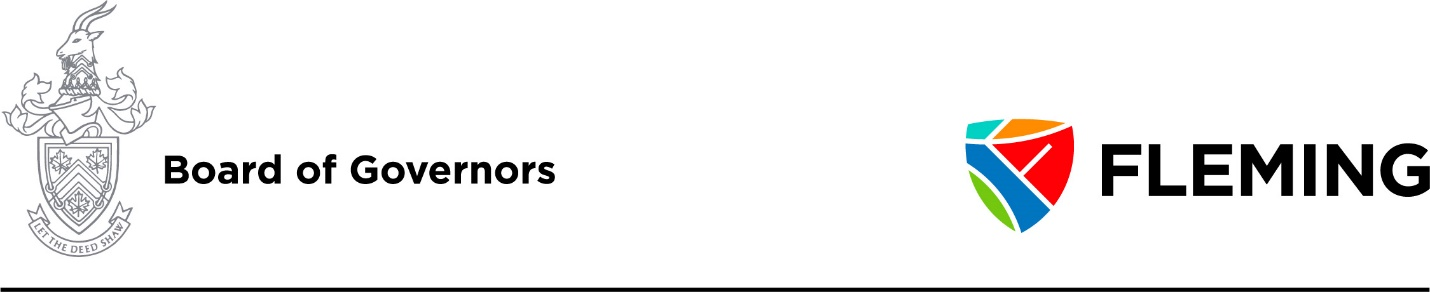 Board of Governors
FLEMING
LET THE DEED SHAW